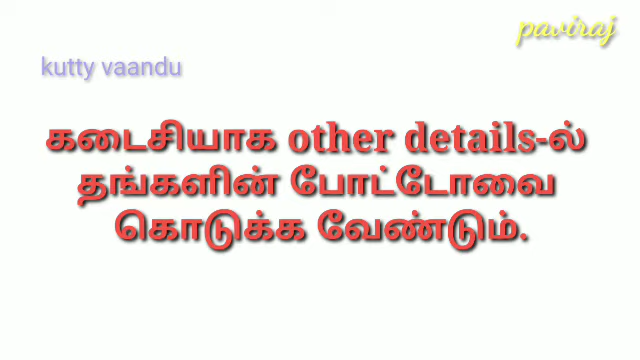 paviraj
kutty vaandu
கடைசியாக other details-ல்
தங்களின் போட்டோவை
கொடுக்க வேண்டும்.